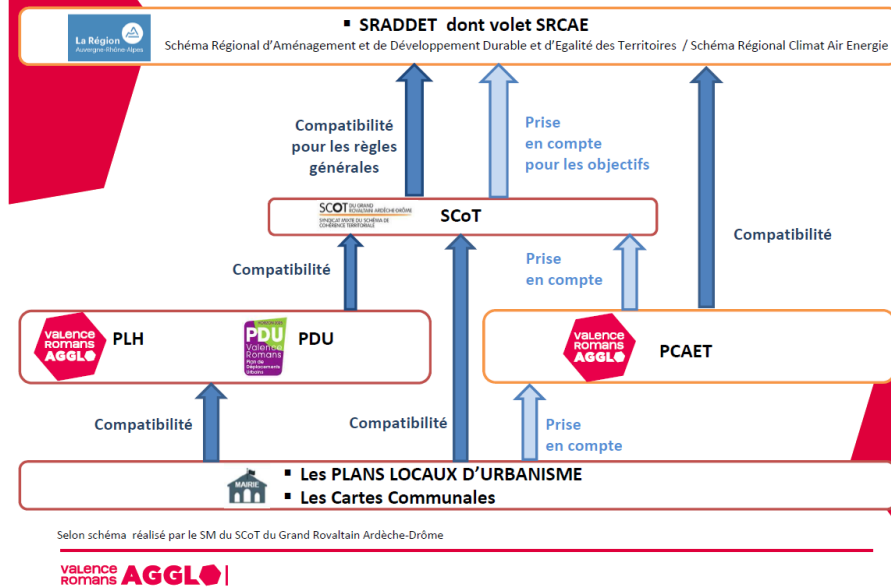 La Région
Auvergne-Rhône-Alpes
▪ SRADDET dont volet SRCAE
Schéma Régional d'Aménagement et de Développement Durable et d'Egalité des Territoires / Schéma Régional Climat Air Energie
Compatibilité
pour les règles
générales
Prise
en compte
pour les objectifs
Compatibilité
SCOT DU GRAND
ROVALTAIN ARDÈCHE-DRÔME
SYNDICAT MIXTE DU SCHÉMA DE
COHÉRENCE TERRITORIALE
SCoT
Compatibilité
Prise
en compte
valence
Romans
AGGLO
PLH
PDU
Valence
Romans
Plan de
Déplacements
Urbains
PDU
valence
Romans
AGGLO
PCAET
Compatibilité
Compatibilité
Prise
en compte
MAIRIE
▪ Les PLANS LOCAUX D'URBANISME
▪ Les Cartes Communales
Selon schéma réalisé par le SM du SCoT du Grand Rovaltain Ardèche-Drôme
valence
Romans
AGGLO